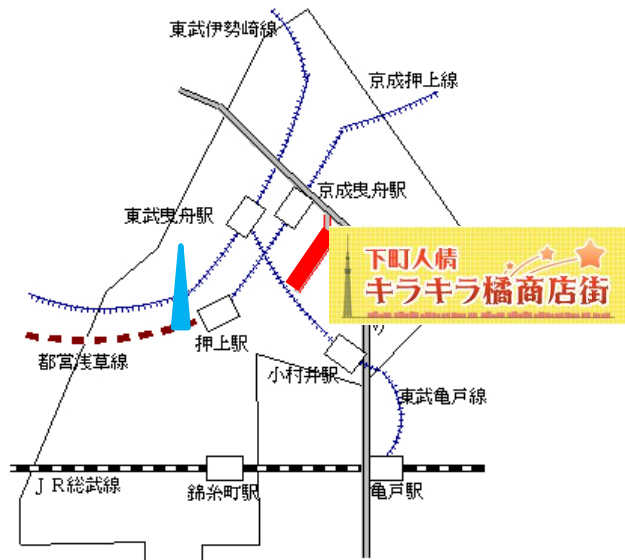 東武伊勢崎線
京成押上線
京成曳舟駅
東武曳舟駅
下町人情
キラキラ橘商店街
押上駅
都営浅草線
小村井駅
東武亀戸線
ＪＲ総武線
錦糸町駅
亀戸駅